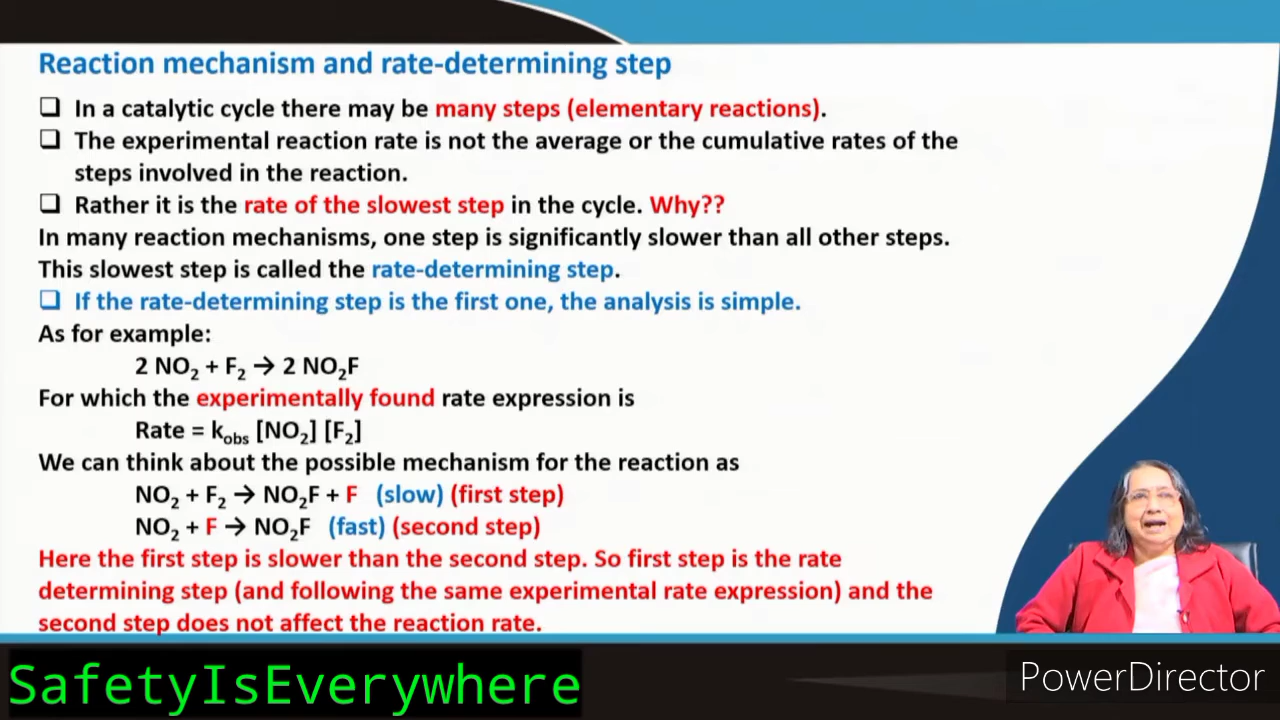 Reaction mechanism and rate-determining step
❑ In a catalytic cycle there may be many steps (elementary reactions).
❑ The experimental reaction rate is not the average or the cumulative rates of the
steps involved in the reaction.
❑ Rather it is the rate of the slowest step in the cycle. Why??
In many reaction mechanisms, one step is significantly slower than all other steps.
This slowest step is called the rate-determining step.
❑ If the rate-determining step is the first one, the analysis is simple.
As for example:
2 NO₂ + F₂ → 2 NO₂F
For which the experimentally found rate expression is
Rate = k_obs [NO₂] [F₂]
We can think about the possible mechanism for the reaction as
NO₂ + F₂ → NO₂F + F (slow) (first step)
NO₂ + F → NO₂F (fast) (second step)
Here the first step is slower than the second step. So first step is the rate
determining step (and following the same experimental rate expression) and the
second step does not affect the reaction rate.
SafetyIsEverywhere
PowerDirector